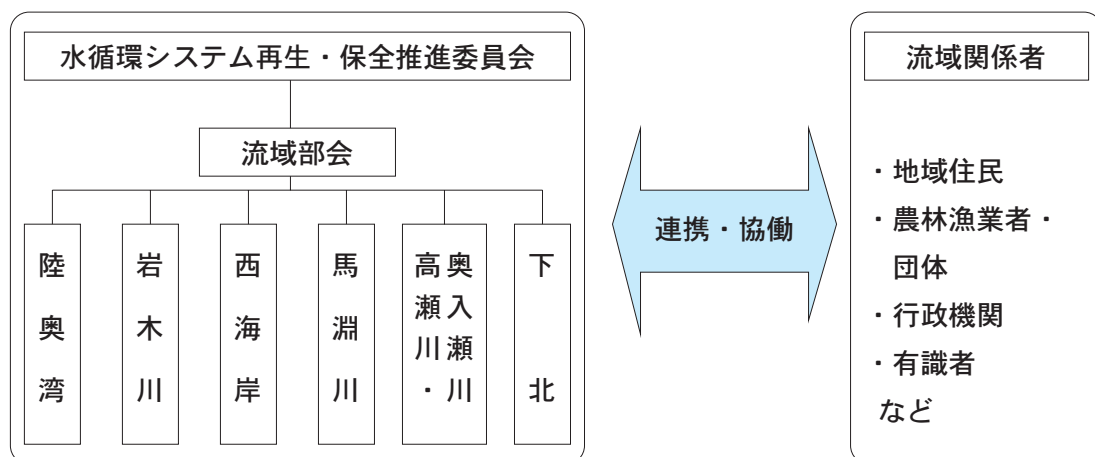 水循環システム再生・保全推進委員会
流域部会
陸奥湾
岩木川
西海岸
馬淵川
奥入瀬川
高瀬川・
下北
連携・協働
流域関係者
・地域住民
・農林漁業者・
団体
・行政機関
・有識者
など